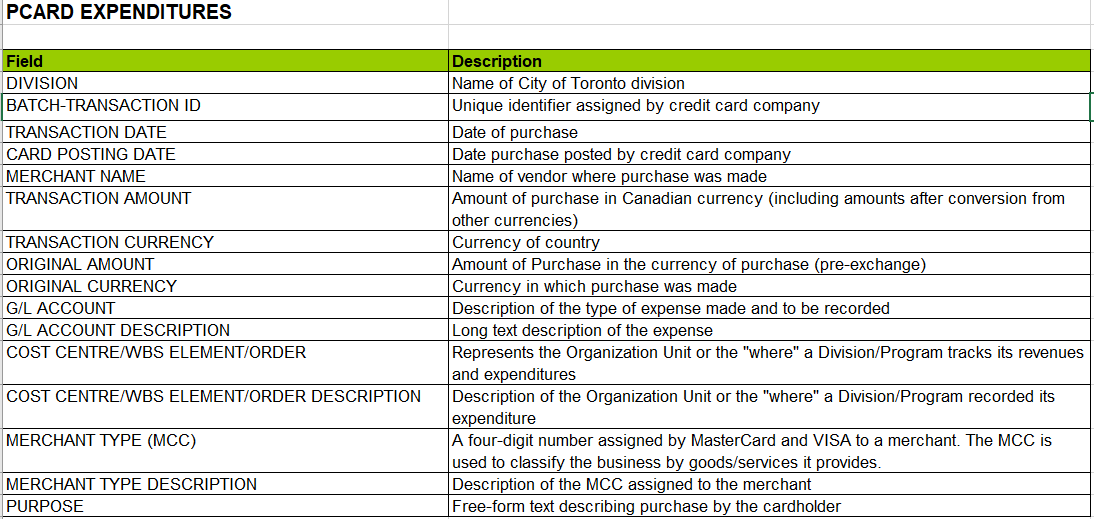 PCARD EXPENDITURES
Field Description
DIVISION Name of City of Toronto division
BATCH-TRANSACTION ID Unique identifier assigned by credit card company
TRANSACTION DATE Date of purchase
CARD POSTING DATE Date purchase posted by credit card company
MERCHANT NAME Name of vendor where purchase was made
TRANSACTION AMOUNT Amount of purchase in Canadian currency (including amounts after conversion from
other currencies)
TRANSACTION CURRENCY Currency of country
ORIGINAL AMOUNT Amount of Purchase in the currency of purchase (pre-exchange)
ORIGINAL CURRENCY Currency in which purchase was made
G/L ACCOUNT Description of the type of expense made and to be recorded
G/L ACCOUNT DESCRIPTION Long text description of the expense
COST CENTRE/WBS ELEMENT/ORDER Represents the Organization Unit or the "where" a Division/Program tracks its revenues
and expenditures
COST CENTRE/WBS ELEMENT/ORDER DESCRIPTION Description of the Organization Unit or the "where" a Division/Program recorded its
expenditure
MERCHANT TYPE (MCC) A four-digit number assigned by MasterCard and VISA to a merchant. The MCC is
used to classify the business by goods/services it provides.
MERCHANT TYPE DESCRIPTION Description of the MCC assigned to the merchant
PURPOSE Free-form text describing purchase by the cardholder